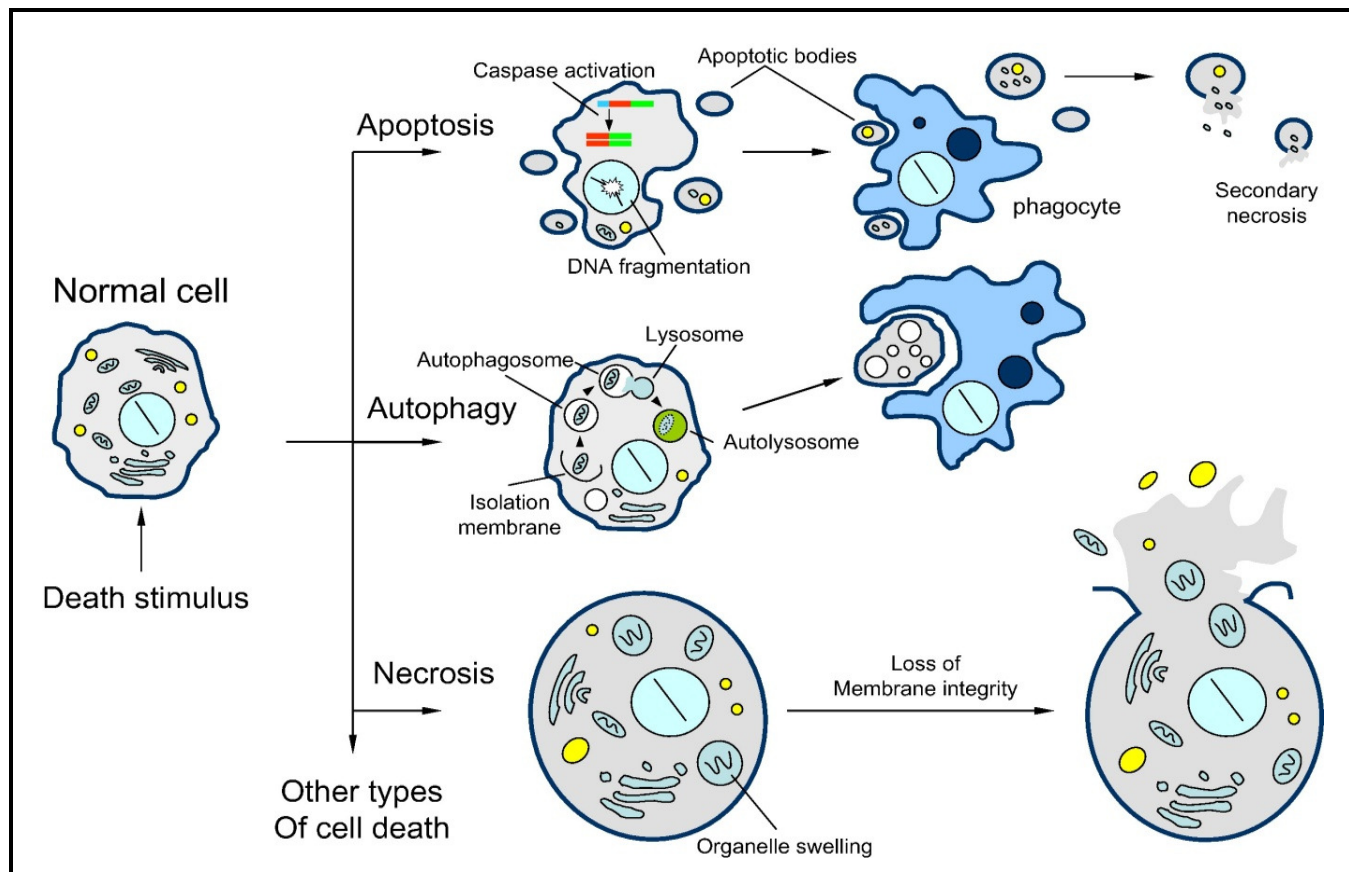 Caspase activation
Apoptotic bodies
Apoptosis
phagocyte
Secondary
necrosis
DNA fragmentation
Normal cell
Lysosome
Autophagosome
Autophagy
Autolysosome
Isolation
membrane
Death stimulus
Necrosis
Loss of
Membrane integrity
Other types
Of cell death
Organelle swelling